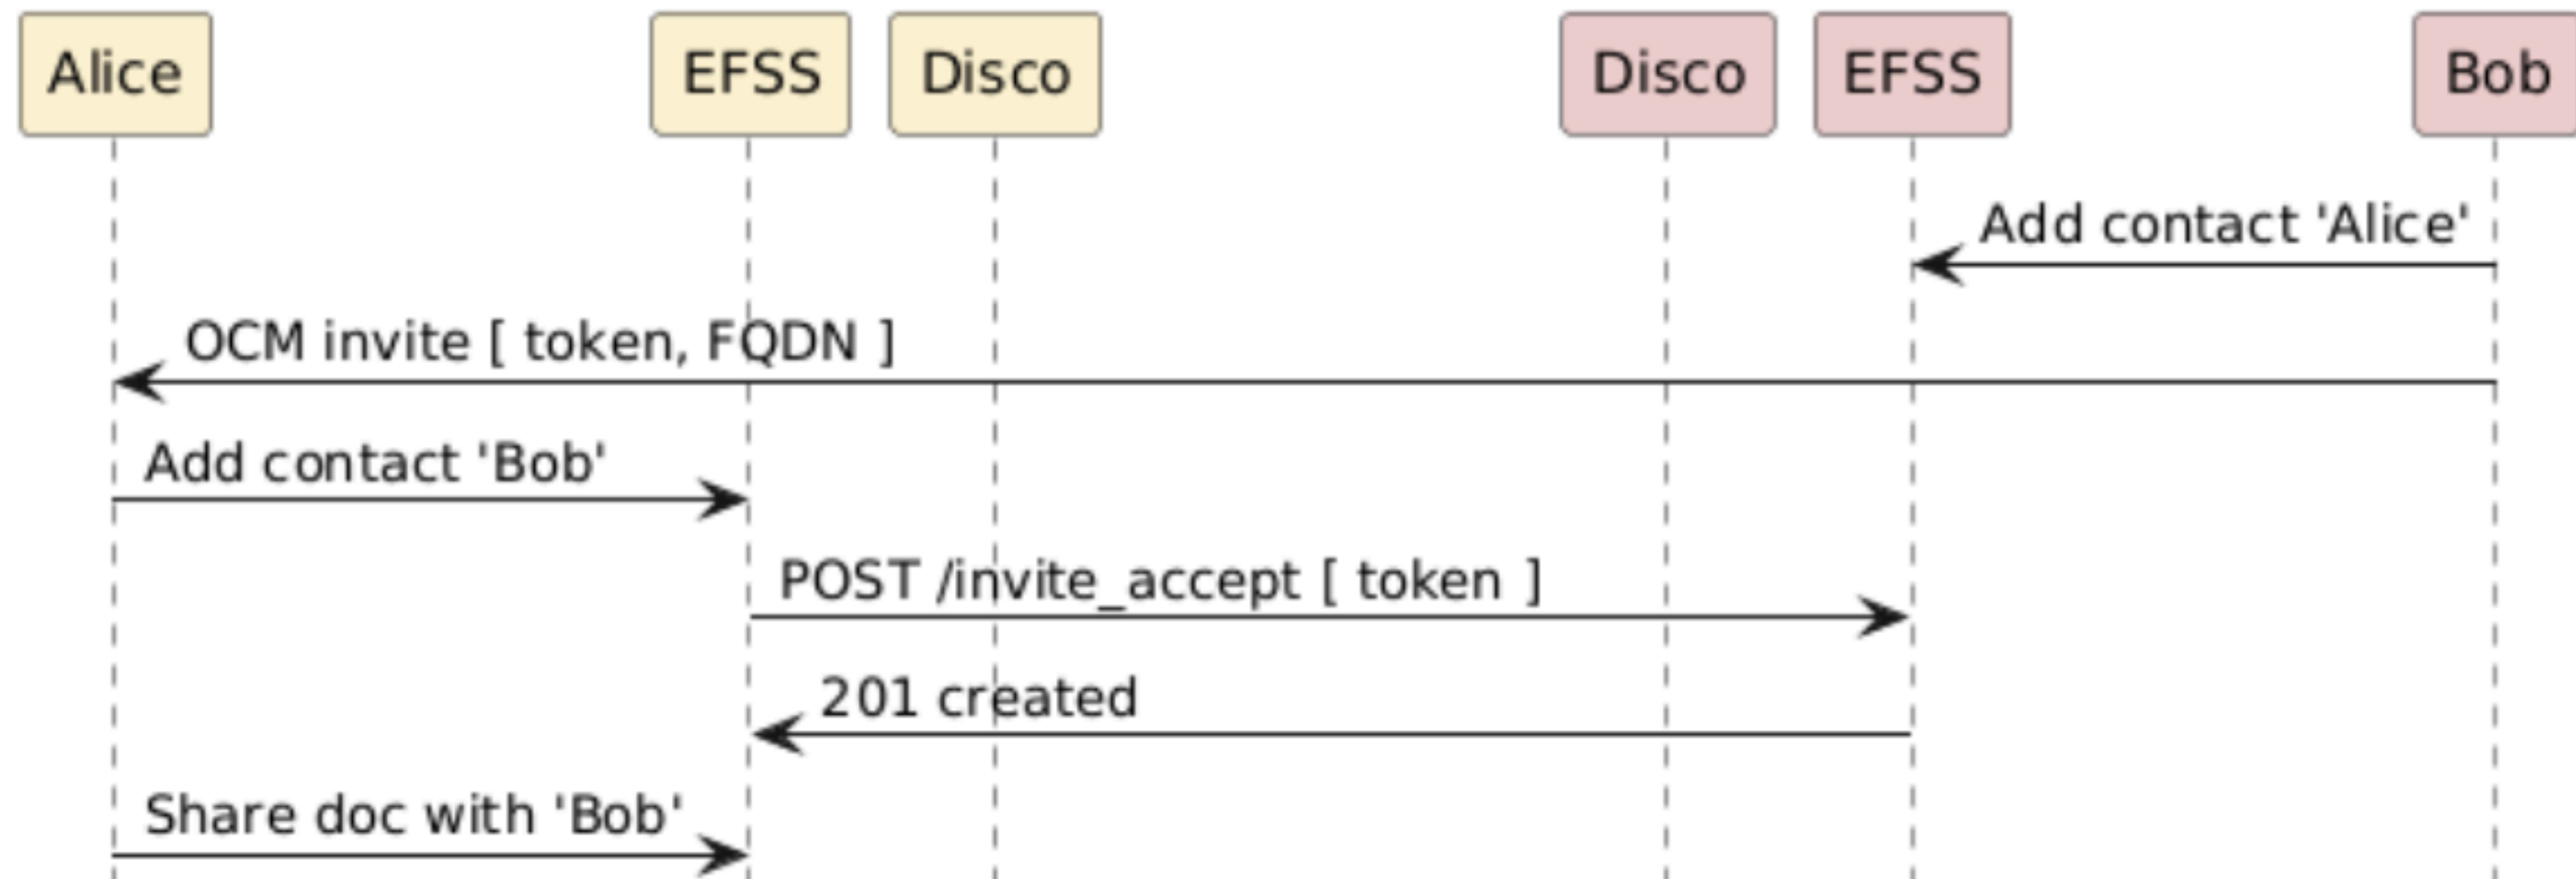 Alice
EFSS
Disco
Disco
EFSS
Bob
Add contact 'Alice'
OCM invite [ token, FQDN ]
Add contact 'Bob'
POST /invite_accept [ token ]
201 created
Share doc with 'Bob'